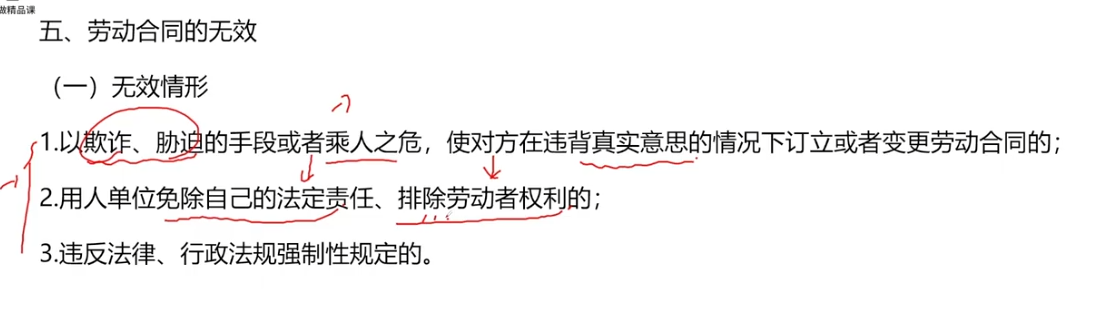 做精品课
五、劳动合同的无效
（一）无效情形
1.以欺诈、胁迫的手段或者乘人之危，使对方在违背真实意思的情况下订立或者变更劳动合同的；
2.用人单位免除自己的法定责任、排除劳动者权利的；
3.违反法律、行政法规强制性规定的。